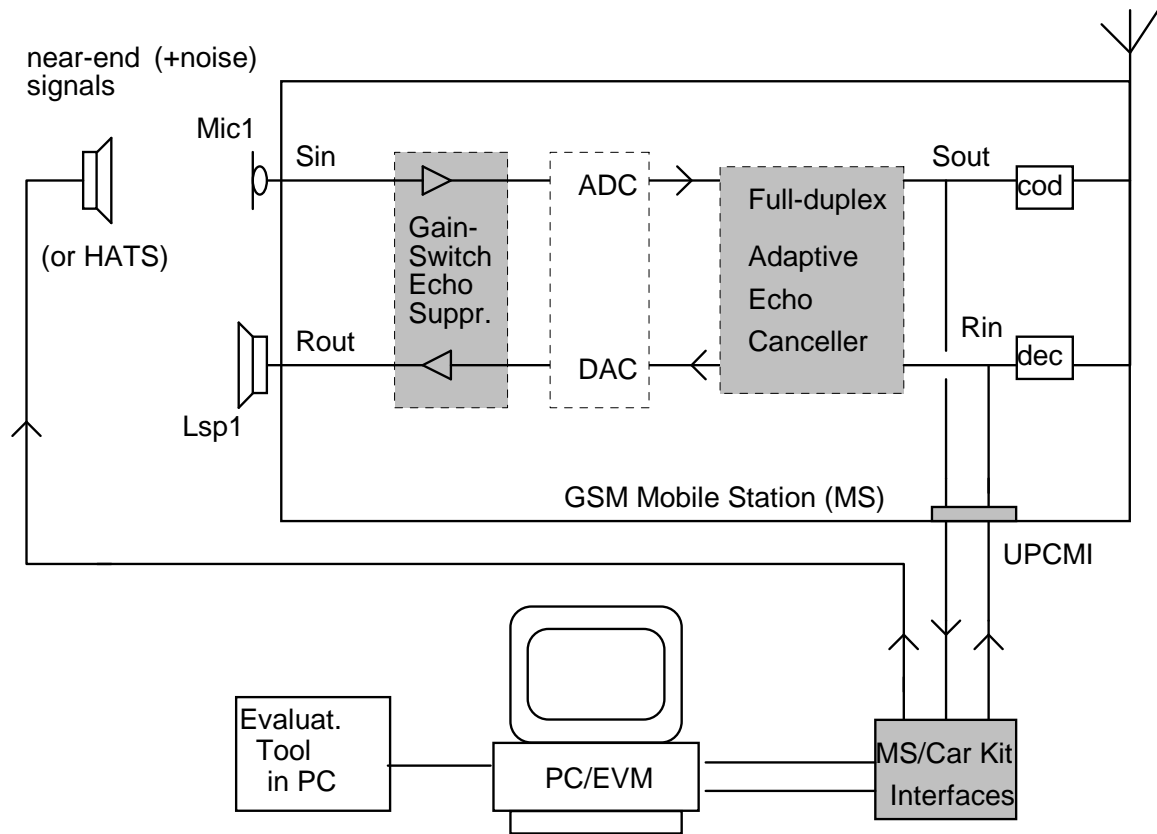 near-end (+noise)
signals
Mic1
Sin
(or HATS)
Gain-
Switch
Echo
Suppr.
ADC
Full-duplex
Adaptive
Echo
Canceller
Sout
cod
Rout
Lsp1
DAC
Rin
dec
GSM Mobile Station (MS)
UPCMI
Evaluat.
Tool
in PC
PC/EVM
MS/Car Kit
Interfaces